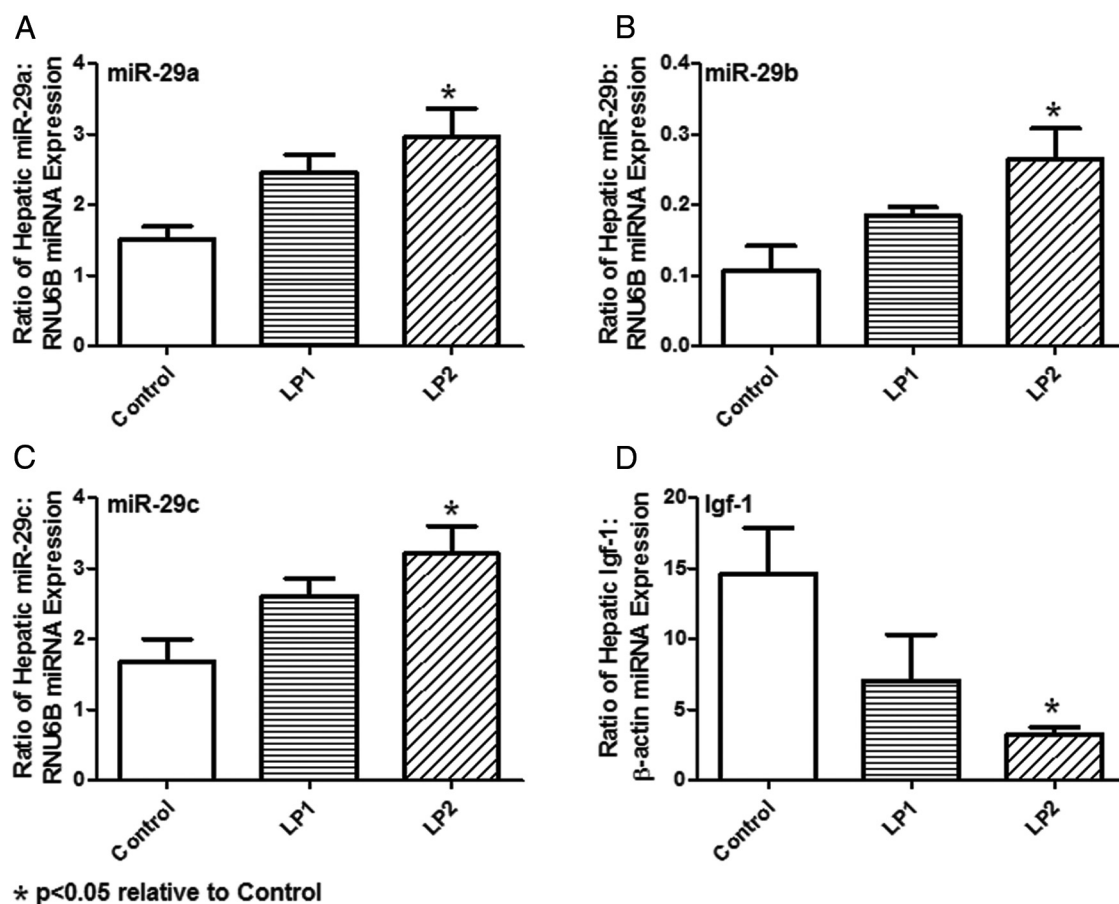 A
Ratio of Hepatic miR-29a:
RNU6B miRNA Expression
4
3
2
1
0
miR-29a
*
Control
LP1
LP2
B
Ratio of Hepatic miR-29b:
RNU6B miRNA Expression
0.4
0.3
0.2
0.1
0.0
miR-29b
*
Control
LP1
LP2
C
Ratio of Hepatic miR-29c:
RNU6B miRNA Expression
4
3
2
1
0
miR-29c
*
Control
LP1
LP2
D
Ratio of Hepatic Igf-1:
β-actin miRNA Expression
20
15
10
5
0
Igf-1
*
Control
LP1
LP2
* p<0.05 relative to Control